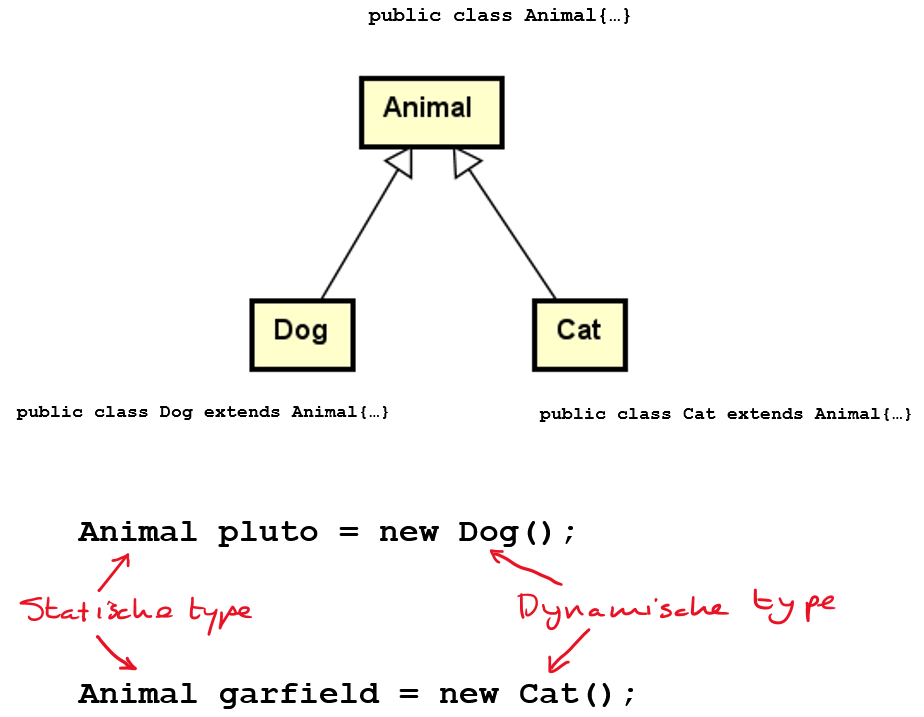 public class Animal{…}
Animal
Dog
Cat
public class Dog extends Animal{…}
public class Cat extends Animal{…}
Animal pluto = new Dog();
Statische type
Dynamische type
Animal garfield = new Cat();